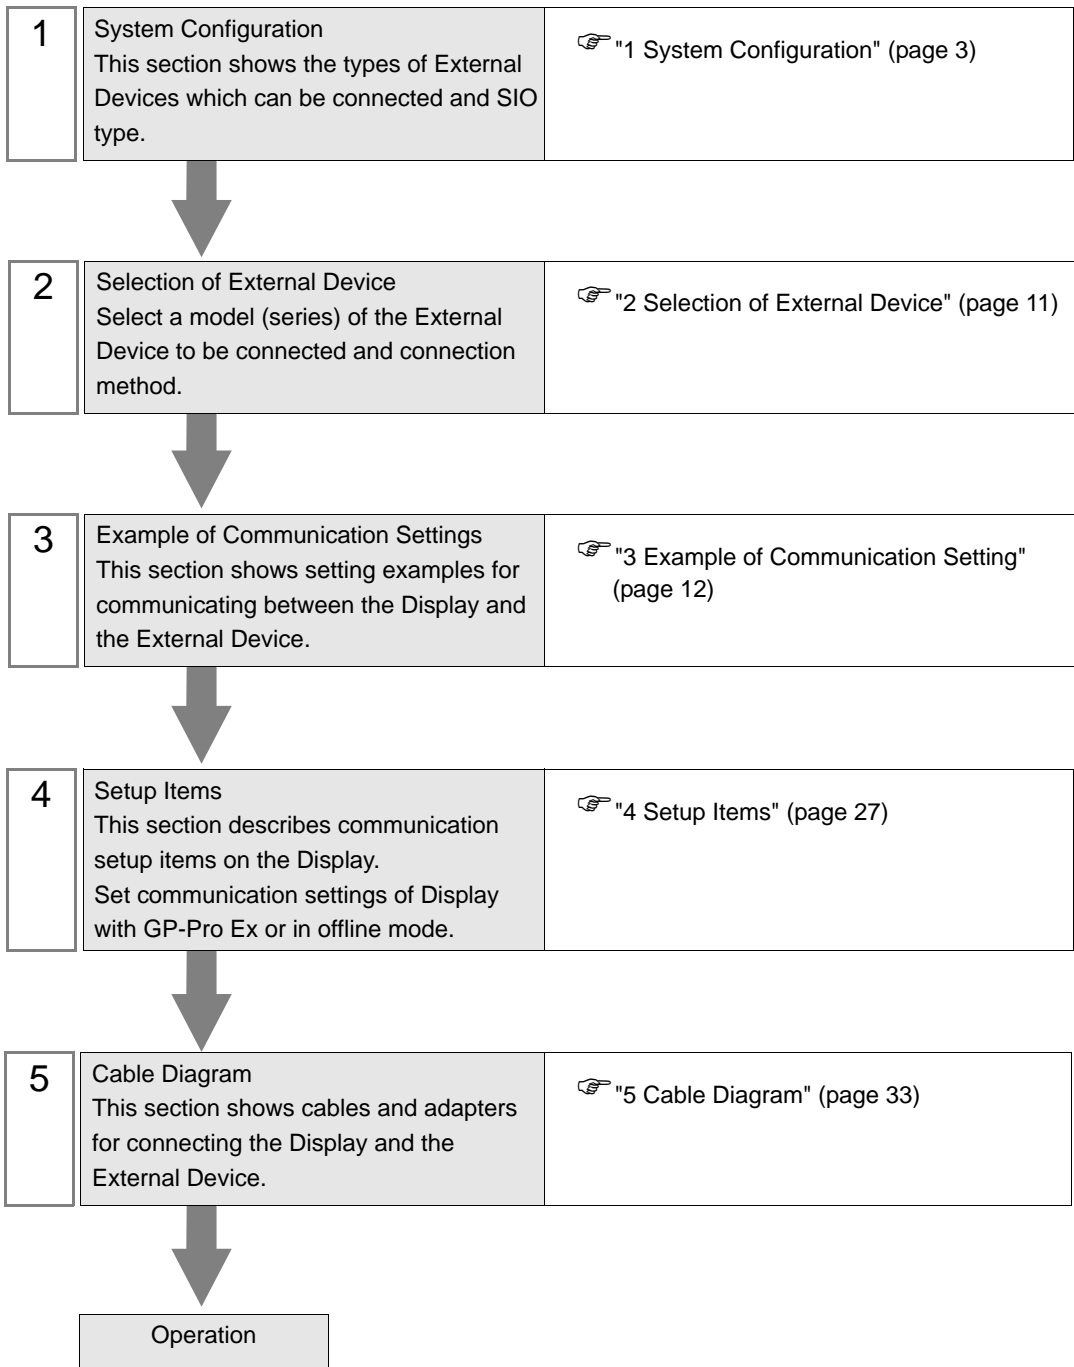 1
System Configuration
This section shows the types of External
Devices which can be connected and SIO
type.
"1 System Configuration" (page 3)
2
Selection of External Device
Select a model (series) of the External
Device to be connected and connection
method.
"2 Selection of External Device" (page 11)
3
Example of Communication Settings
This section shows setting examples for
communicating between the Display and
the External Device.
"3 Example of Communication Setting"
(page 12)
4
Setup Items
This section describes communication
setup items on the Display.
Set communication settings of Display
with GP-Pro Ex or in offline mode.
"4 Setup Items" (page 27)
5
Cable Diagram
This section shows cables and adapters
for connecting the Display and the
External Device.
"5 Cable Diagram" (page 33)
Operation